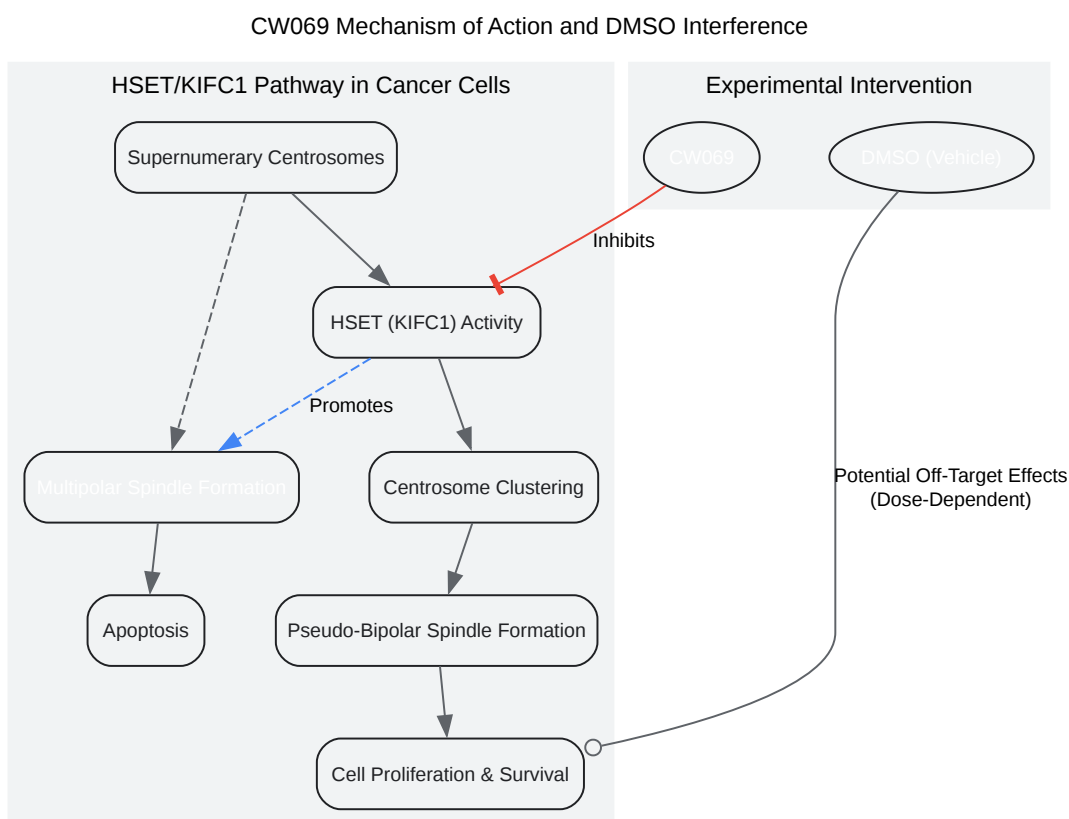 CW069 Mechanism of Action and DMSO Interference
HSET/KIFC1 Pathway in Cancer Cells
Experimental Intervention
Supernumerary Centrosomes
CW069
DMSO (Vehicle)
Inhibits
HSET (KIFC1) Activity
Promotes
Multipolar Spindle Formation
Centrosome Clustering
Potential Off-Target Effects
(Dose-Dependent)
Apoptosis
Pseudo-Bipolar Spindle Formation
Cell Proliferation & Survival